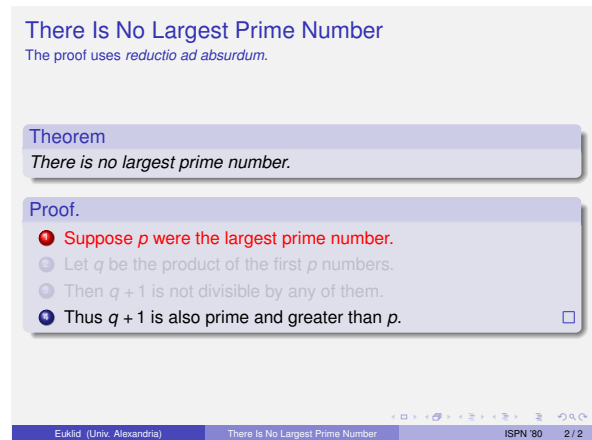 There Is No Largest Prime Number
The proof uses reductio ad absurdum.
Theorem
There is no largest prime number.
Proof.
1 Suppose p were the largest prime number.
2 Let q be the product of the first p numbers.
3 Then q + 1 is not divisible by any of them.
4 Thus q + 1 is also prime and greater than p.
Euklid (Univ. Alexandria) There Is No Largest Prime Number ISPN '80 2 / 2